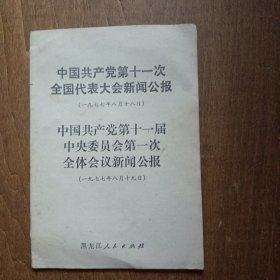 中国共产党第十一次
全国代表大会新闻公报
(一九七七年八月十八日)
中国共产党第十一届
中央委员会第一次
全体会议新闻公报
(一九七七年八月十九日)
黑龙江人民出版社